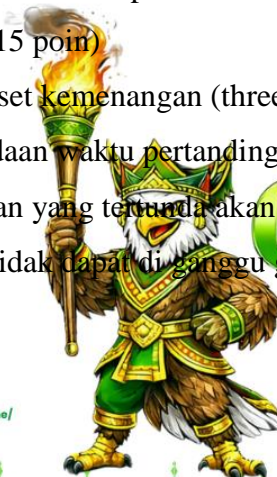 15 poin)
set kemenangan (three
daan waktu pertanding
an yang tertunda akan
idak dapat di ganggu g